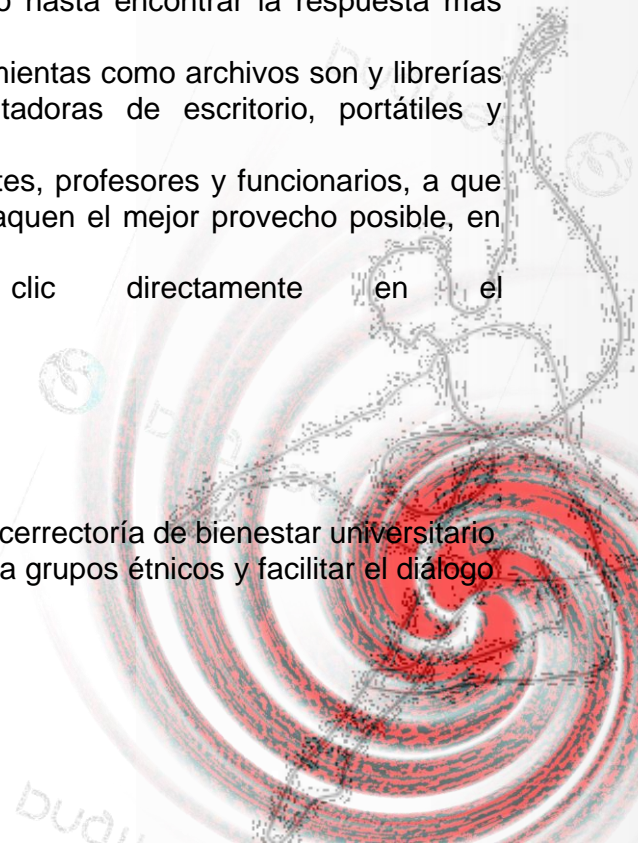 hasta encontrar la respuesta más
mientas como archivos son y librerías
tadoras de escritorio, portátiles y
tes, profesores y funcionarios, a que
aquen el mejor provecho posible, en
clic directamente en el
cerrectoría de bienestar universitario
a grupos étnicos y facilitar el diálogo